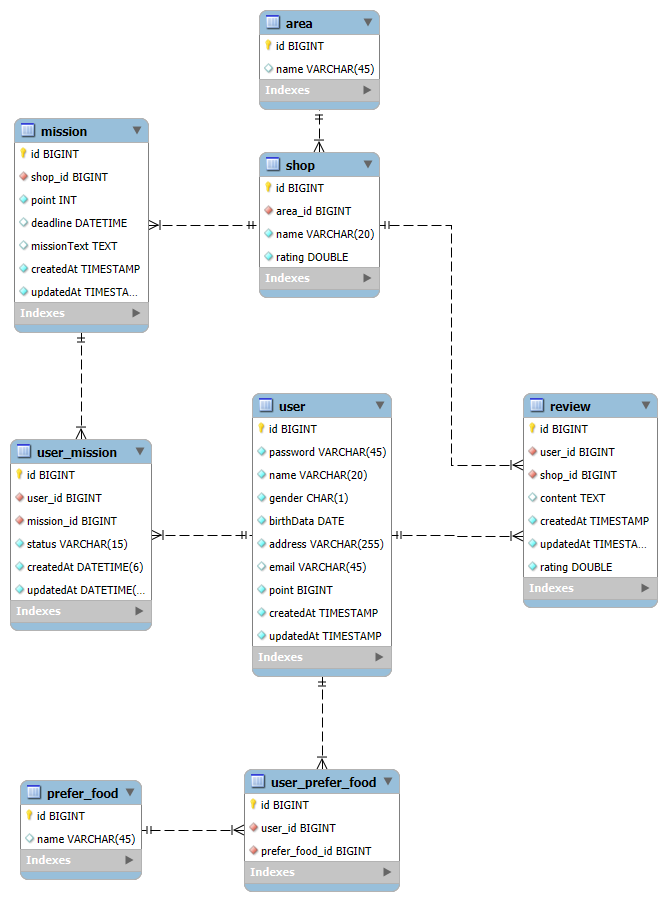 area
id BIGINT
name VARCHAR(45)
Indexes
mission
id BIGINT
shop_id BIGINT
point INT
deadline DATETIME
missionText TEXT
createdAt TIMESTAMP
updatedAt TIMESTA...
Indexes
shop
id BIGINT
area_id BIGINT
name VARCHAR(20)
rating DOUBLE
Indexes
user_mission
id BIGINT
user_id BIGINT
mission_id BIGINT
status VARCHAR(15)
createdAt DATETIME(6)
updatedAt DATETIME(...
Indexes
user
id BIGINT
password VARCHAR(45)
name VARCHAR(20)
gender CHAR(1)
birthData DATE
address VARCHAR(255)
email VARCHAR(45)
point BIGINT
createdAt TIMESTAMP
updatedAt TIMESTAMP
Indexes
review
id BIGINT
user_id BIGINT
shop_id BIGINT
content TEXT
createdAt TIMESTAMP
updatedAt TIMESTA...
rating DOUBLE
Indexes
prefer_food
id BIGINT
name VARCHAR(45)
Indexes
user_prefer_food
id BIGINT
user_id BIGINT
prefer_food_id BIGINT
Indexes